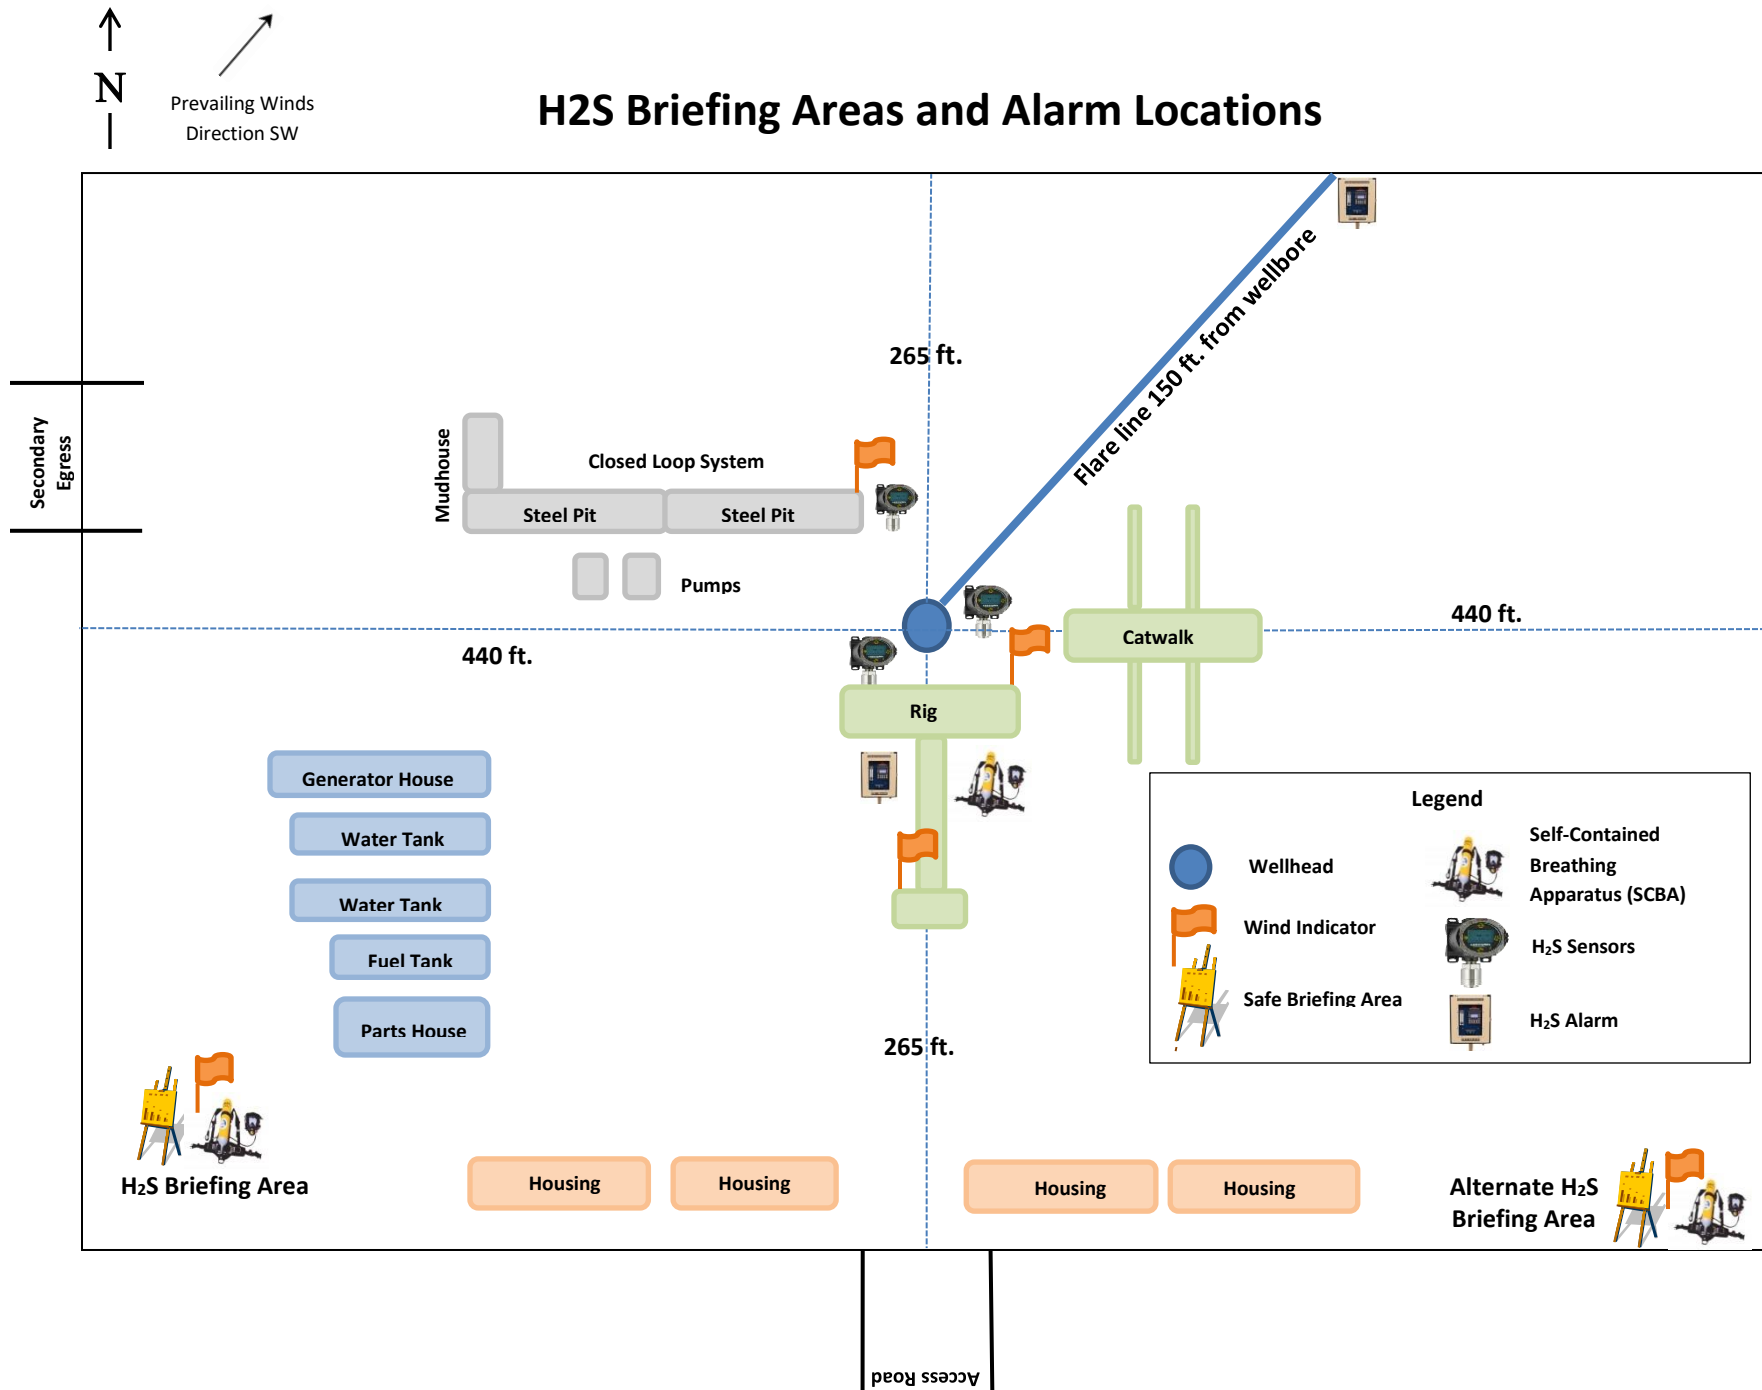 N
Prevailing Winds
Direction SW
H2S Briefing Areas and Alarm Locations
265 ft.
Flare line 150 ft. from wellbore
Secondary
Egress
Mudhouse
Closed Loop System
Steel Pit
Steel Pit
Pumps
440 ft.
440 ft.
Catwalk
Rig
Generator House
Water Tank
Water Tank
Fuel Tank
Parts House
Legend
Wellhead
Wind Indicator
Safe Briefing Area
Self-Contained
Breathing
Apparatus (SCBA)
H2S Sensors
H2S Alarm
265 ft.
H2S Briefing Area
Housing
Housing
Housing
Housing
Alternate H2S
Briefing Area
Access Road